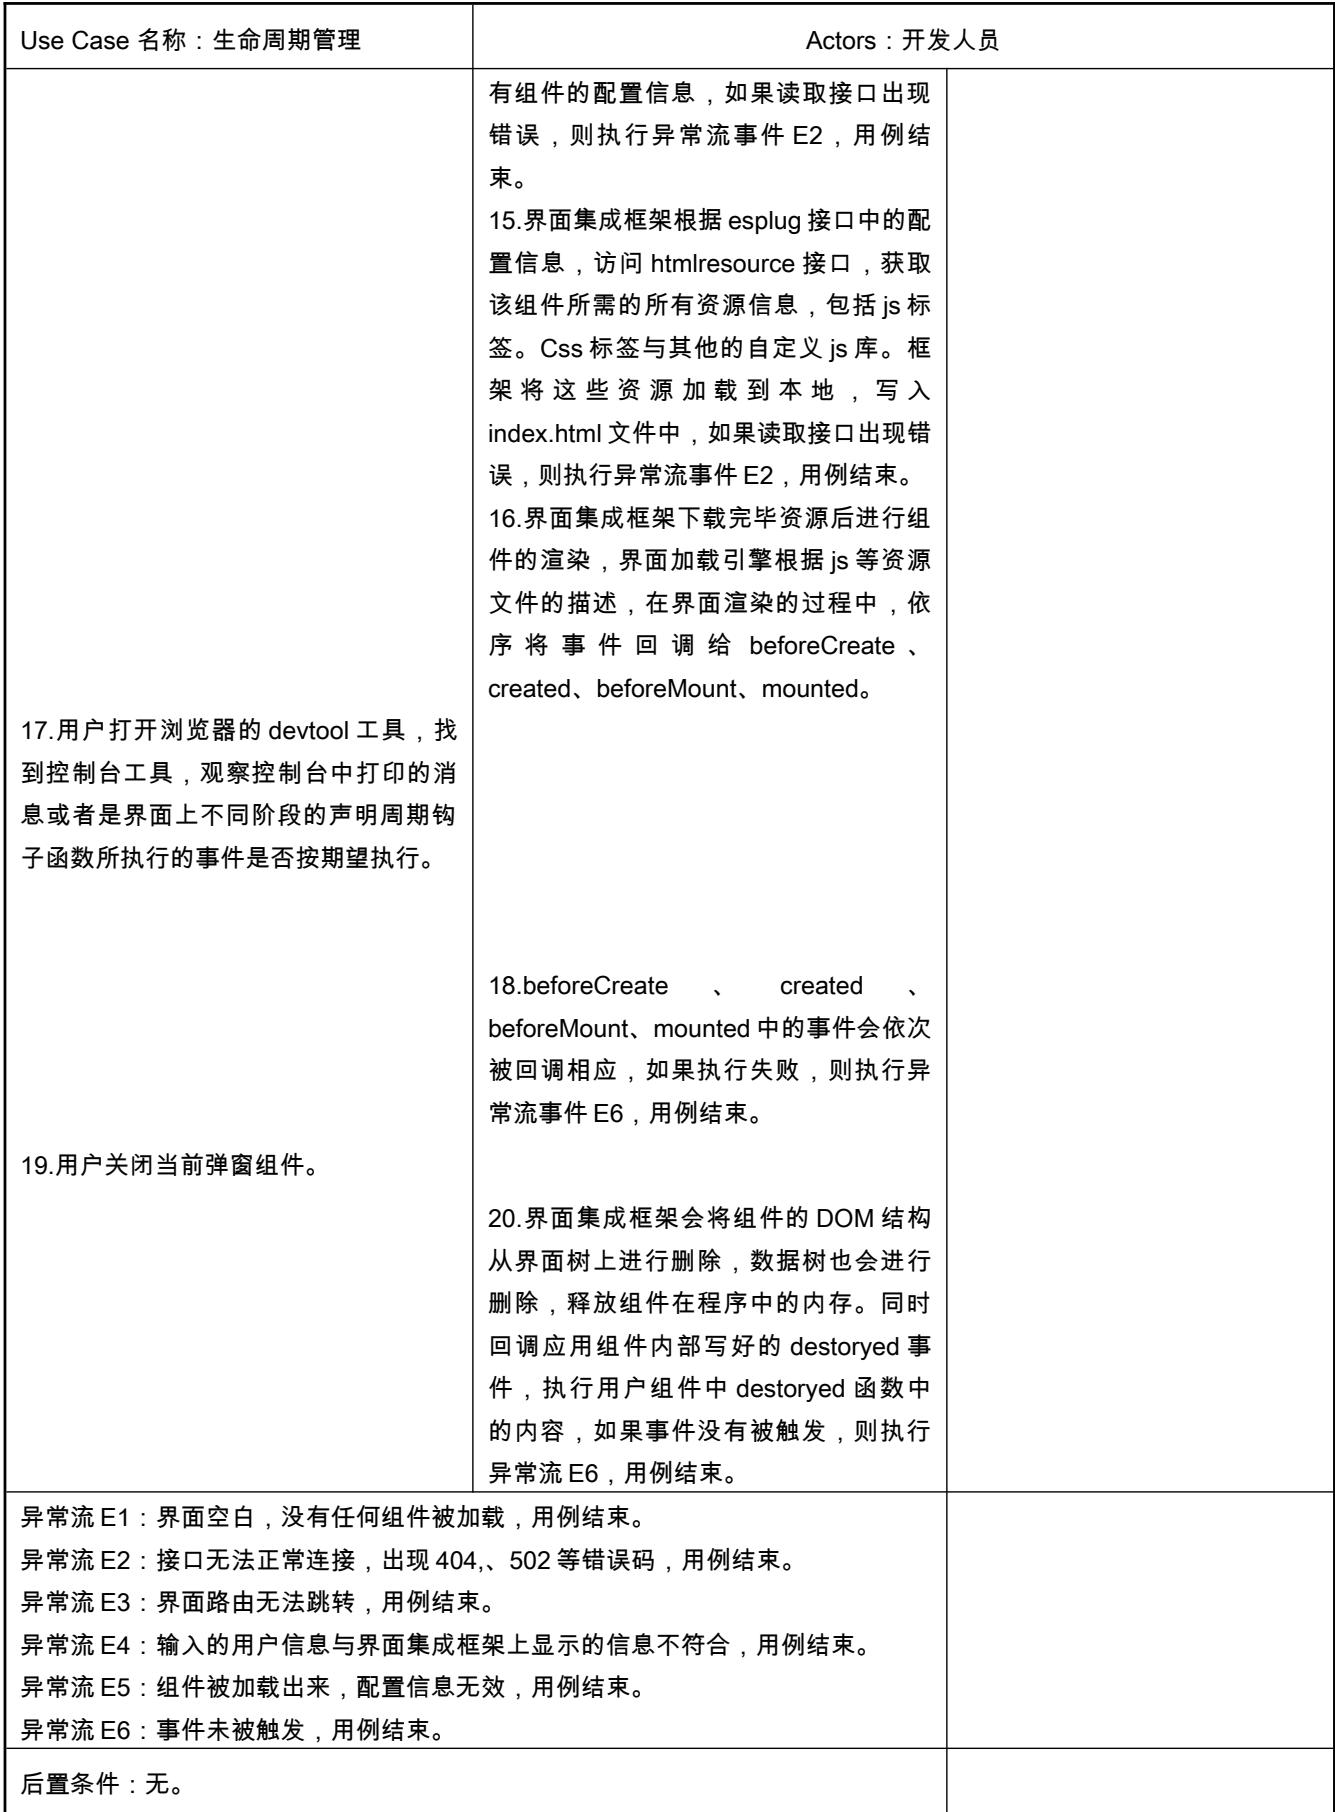 Use Case 名称：生命周期管理
Actors：开发人员
有组件的配置信息，如果读取接口出现
错误，则执行异常流事件 E2，用例结
束。
15.界面集成框架根据 esplug 接口中的配
置信息，访问 htmlresource 接口，获取
该组件所需的所有资源信息，包括 js 标
签。Css 标签与其他的自定义 js 库。框
架将这些资源加载到本地，写入
index.html 文件中，如果读取接口出现错
误，则执行异常流事件 E2，用例结束。
16.界面集成框架下载完毕资源后进行组
件的渲染，界面加载引擎根据 js 等资源
文件的描述，在界面渲染的过程中，依
序将事件回调给 beforeCreate、
created、beforeMount、mounted。
17.用户打开浏览器的 devtool 工具，找
到控制台工具，观察控制台中打印的消
息或者是界面上不同阶段的声明周期钩
子函数所执行的事件是否按期望执行。
18.beforeCreate、created、
beforeMount、mounted 中的事件会依次
被回调相应，如果执行失败，则执行异
常流事件 E6，用例结束。
19.用户关闭当前弹窗组件。
20.界面集成框架会将组件的 DOM 结构
从界面树上进行删除，数据树也会进行
删除，释放组件在程序中的内存。同时
回调应用组件内部写好的 destoryed 事
件，执行用户组件中 destoryed 函数中
的内容，如果事件没有被触发，则执行
异常流 E6，用例结束。
异常流 E1：界面空白，没有任何组件被加载，用例结束。
异常流 E2：接口无法正常连接，出现 404,、502 等错误码，用例结束。
异常流 E3：界面路由无法跳转，用例结束。
异常流 E4：输入的用户信息与界面集成框架上显示的信息不符合，用例结束。
异常流 E5：组件被加载出来，配置信息无效，用例结束。
异常流 E6：事件未被触发，用例结束。
后置条件：无。